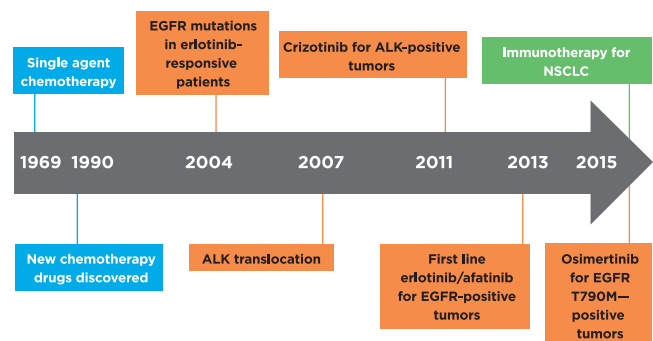 EGFR mutations
in erlotinib-
responsive
patients
Single agent
chemotherapy
Crizotinib for ALK-positive
tumors
Immunotherapy for
NSCLC
1969 1990 2004 2007 2011 2013 2015
New chemotherapy
drugs discovered
ALK translocation
First line
erlotinib/afatinib
for EGFR-positive
tumors
Osimertinib
for EGFR
T790M—
positive
tumors